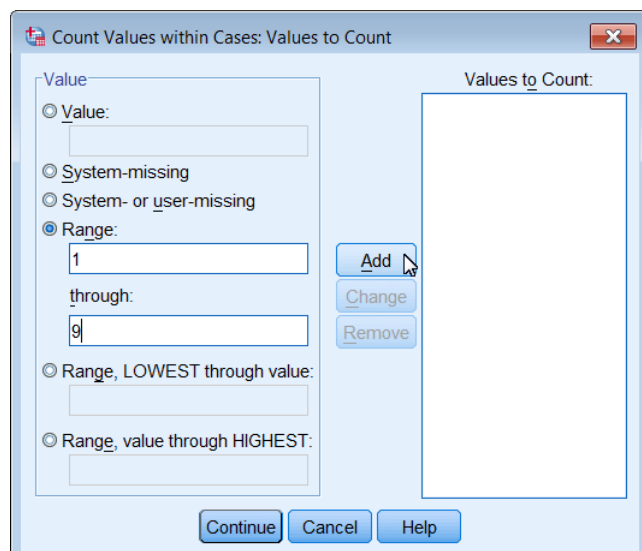 Count Values within Cases: Values to Count
Value
Value:
System-missing
System- or user-missing
Range:
1
through:
9
Range, LOWEST through value:
Range, value through HIGHEST:
Values to Count:
Add
Change
Remove
Continue Cancel Help